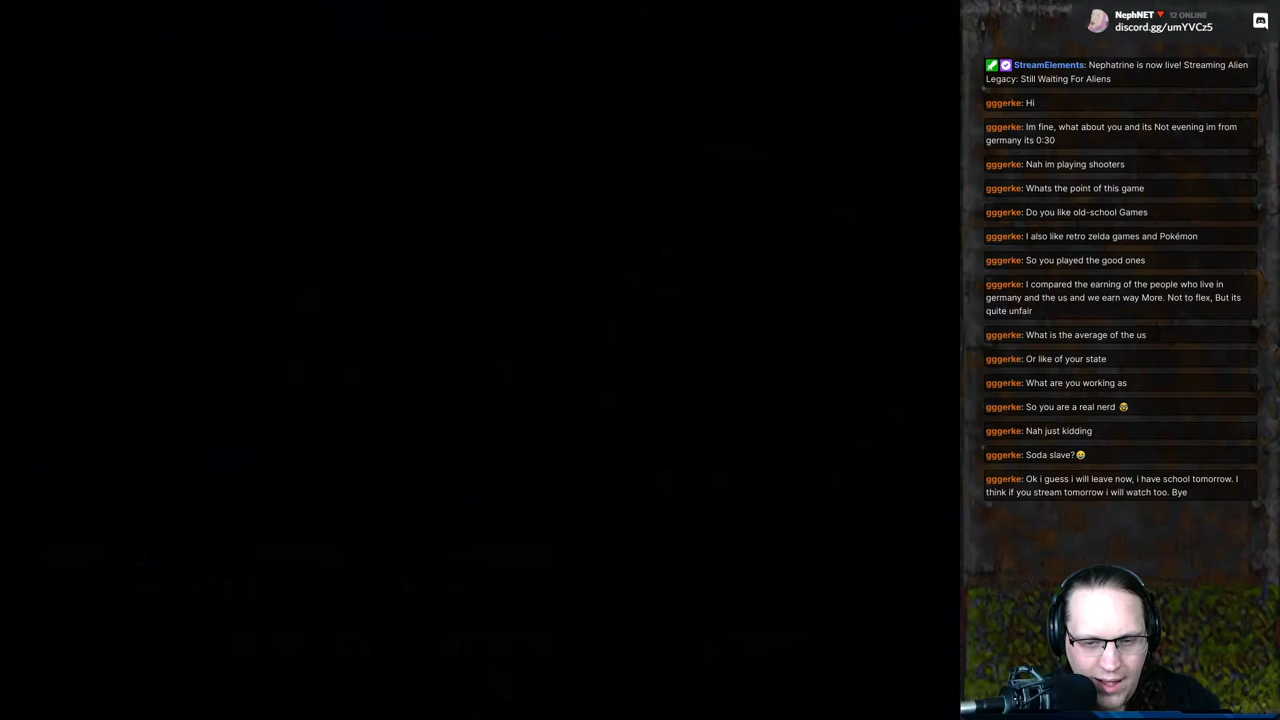 NephNET 12 ONLINE
discord.gg/umYVCz5
StreamElements: Nephatrine is now live! Streaming Alien
Legacy: Still Waiting For Aliens
gggerke: Hi
gggerke: Im fine, what about you and its Not evening im from
germany its 0:30
gggerke: Nah im playing shooters
gggerke: Whats the point of this game
gggerke: Do you like old-school Games
gggerke: I also like retro zelda games and Pokémon
gggerke: So you played the good ones
gggerke: I compared the earning of the people who live in
germany and the us and we earn way More. Not to flex, But its
quite unfair
gggerke: What is the average of the us
gggerke: Or like of your state
gggerke: What are you working as
gggerke: So you are a real nerd 🤓
gggerke: Nah just kidding
gggerke: Soda slave?
gggerke: Ok i guess i will leave now, i have school tomorrow. I
think if you stream tomorrow i will watch too. Bye